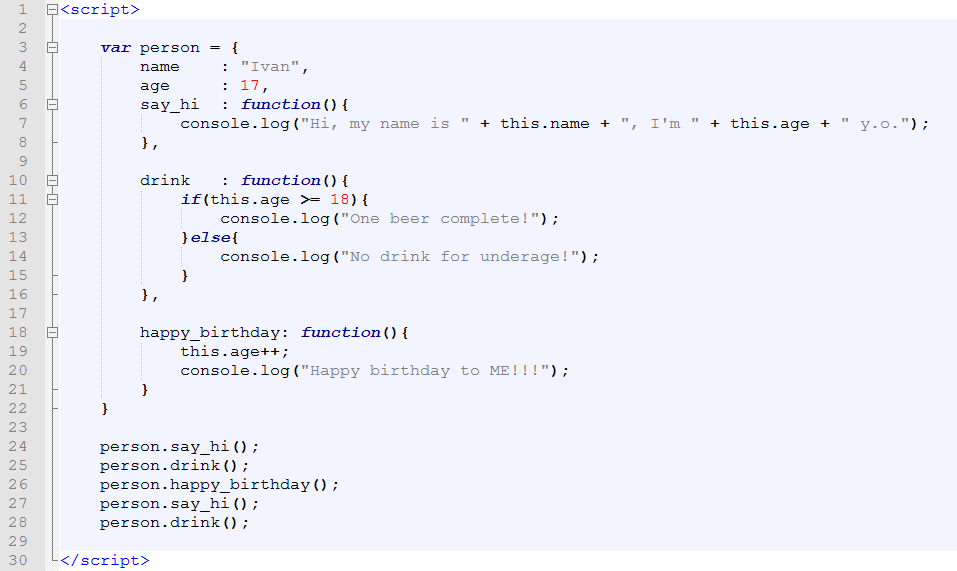 1 <script>
2
3 var person = {
4 name : "Ivan",
5 age : 17,
6 say_hi : function(){
7 console.log("Hi, my name is " + this.name + ", I'm " + this.age + " y.o.");
8 },
9
10 drink : function(){
11 if(this.age >= 18){
12 console.log("One beer complete!");
13 }else{
14 console.log("No drink for underage!");
15 }
16 },
17
18 happy_birthday: function(){
19 this.age++;
20 console.log("Happy birthday to ME!!!");
21 }
22 }
23
24 person.say_hi();
25 person.drink();
26 person.happy_birthday();
27 person.say_hi();
28 person.drink();
29
30 </script>